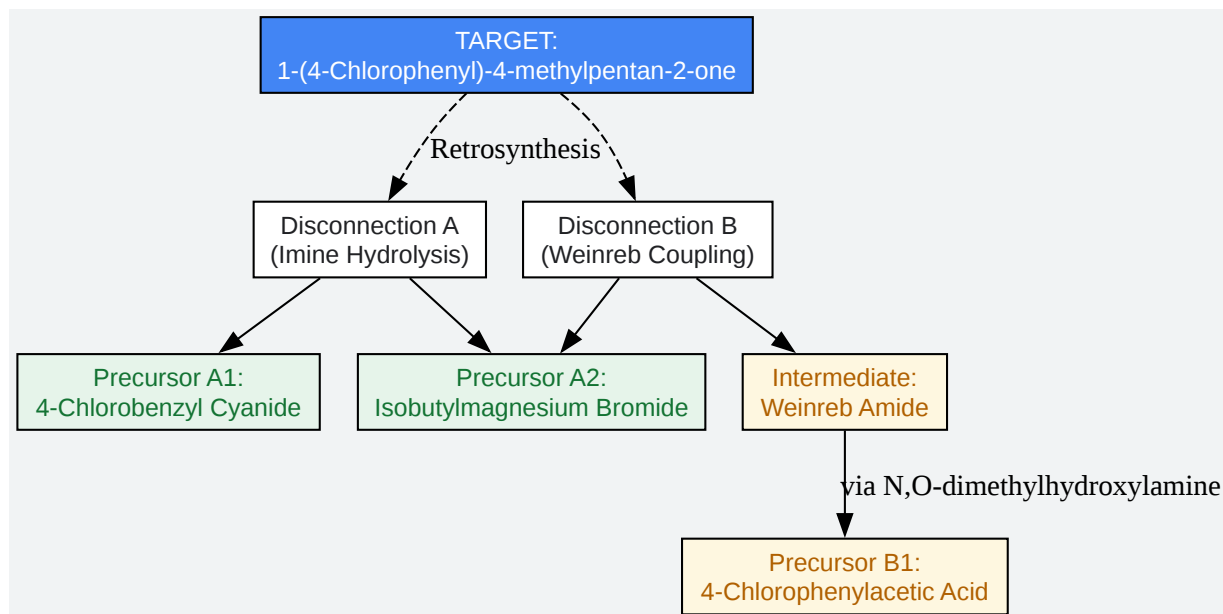 TARGET:
1-(4-Chlorophenyl)-4-methylpentan-2-one
Retrosynthesis
Disconnection A
(Imine Hydrolysis)
Disconnection B
(Weinreb Coupling)
Precursor A1:
4-Chlorobenzyl Cyanide
Precursor A2:
Isobutylmagnesium Bromide
Intermediate:
Weinreb Amide
via N,O-dimethylhydroxylamine
Precursor B1:
4-Chlorophenylacetic Acid